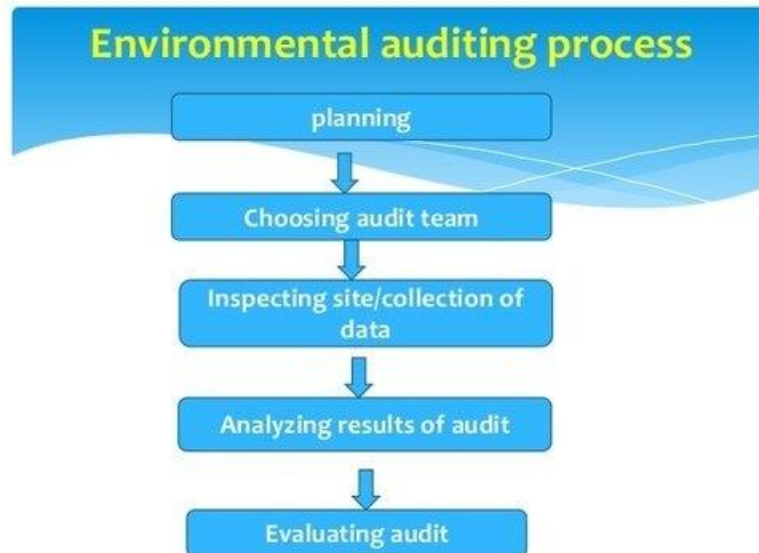 Environmental auditing process
planning
Choosing audit team
Inspecting site/collection of
data
Analyzing results of audit
Evaluating audit